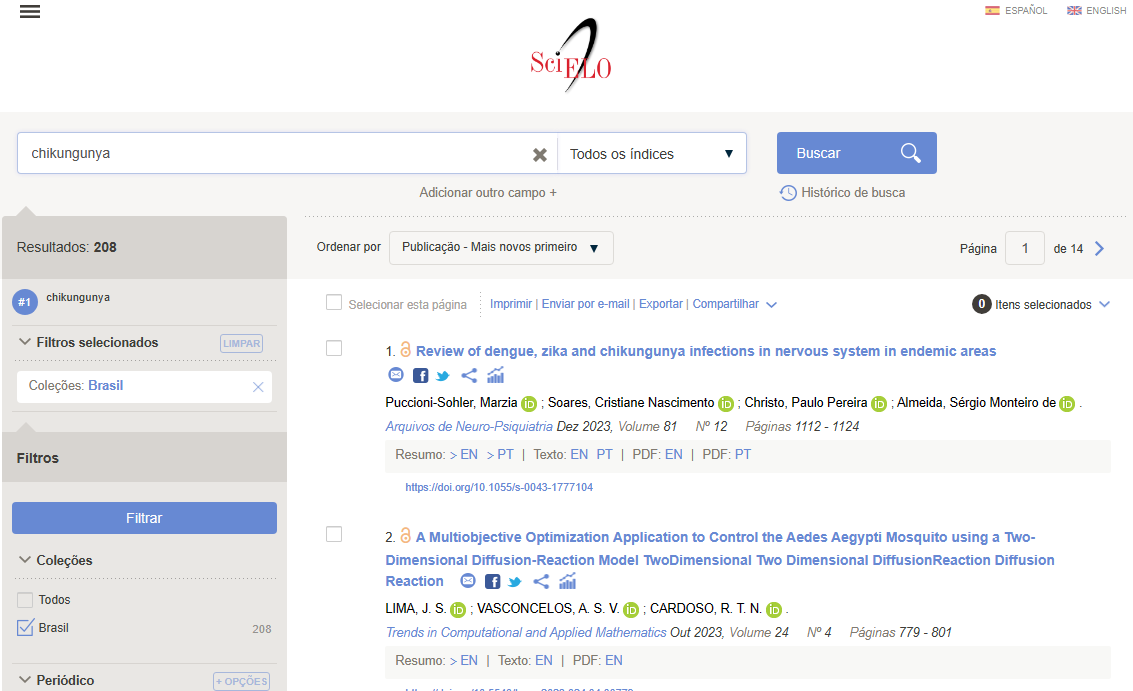 ESPAÑOL ENGLISH
SciELO
chikungunya
Todos os índices
Buscar
Adicionar outro campo +
Histórico de busca
Resultados: 208
Ordenar por Publicação - Mais novos primeiro
Página 1 de 14
#1 chikungunya
Filtros selecionados LIMPAR
Coleções: Brasil
Filtros
Filtrar
Coleções
Todos
Brasil 208
Periódico + OPÇÕES
Selecionar esta página Imprimir | Enviar por e-mail | Exportar | Compartilhar
0 Itens selecionados
1. Review of dengue, zika and chikungunya infections in nervous system in endemic areas
Puccioni-Sohler, Marzia iD ; Soares, Cristiane Nascimento iD ; Christo, Paulo Pereira iD ; Almeida, Sérgio Monteiro de iD .
Arquivos de Neuro-Psiquiatria Dez 2023, Volume 81 Nº 12 Páginas 1112 - 1124
Resumo: > EN > PT | Texto: EN PT | PDF: EN | PDF: PT
https://doi.org/10.1055/s-0043-1777104
2. A Multiobjective Optimization Application to Control the Aedes Aegypti Mosquito using a Two-
Dimensional Diffusion-Reaction Model TwoDimensional Two Dimensional DiffusionReaction Diffusion
Reaction
LIMA, J. S. iD ; VASCONCELOS, A. S. V. iD ; CARDOSO, R. T. N. iD .
Trends in Computational and Applied Mathematics Out 2023, Volume 24 Nº 4 Páginas 779 - 801
Resumo: > EN | Texto: EN | PDF: EN